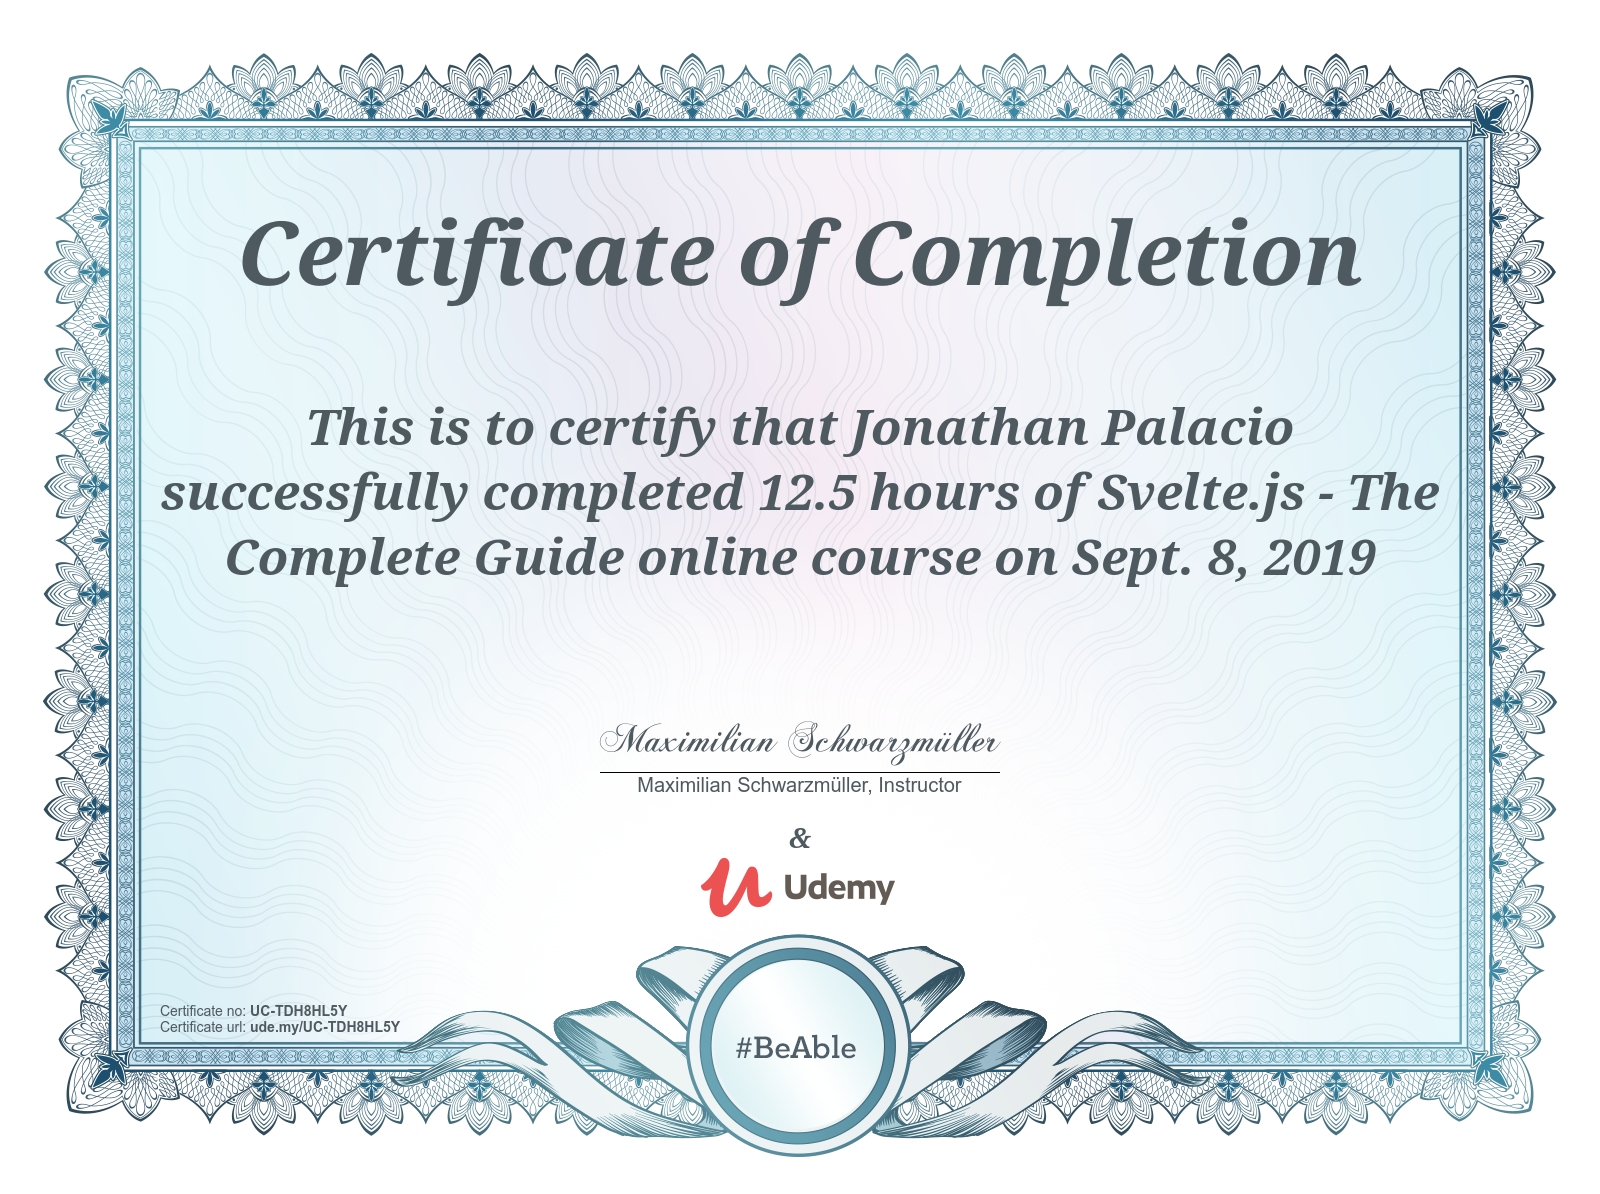 Certificate of Completion
This is to certify that Jonathan Palacio
successfully completed 12.5 hours of Svelte.js - The
Complete Guide online course on Sept. 8, 2019
Maximilian Schwarzmüller
Maximilian Schwarzmüller, Instructor
&
Udemy
Certificate no: UC-TDH8HL5Y
Certificate url: ude.my/UC-TDH8HL5Y
#BeAble